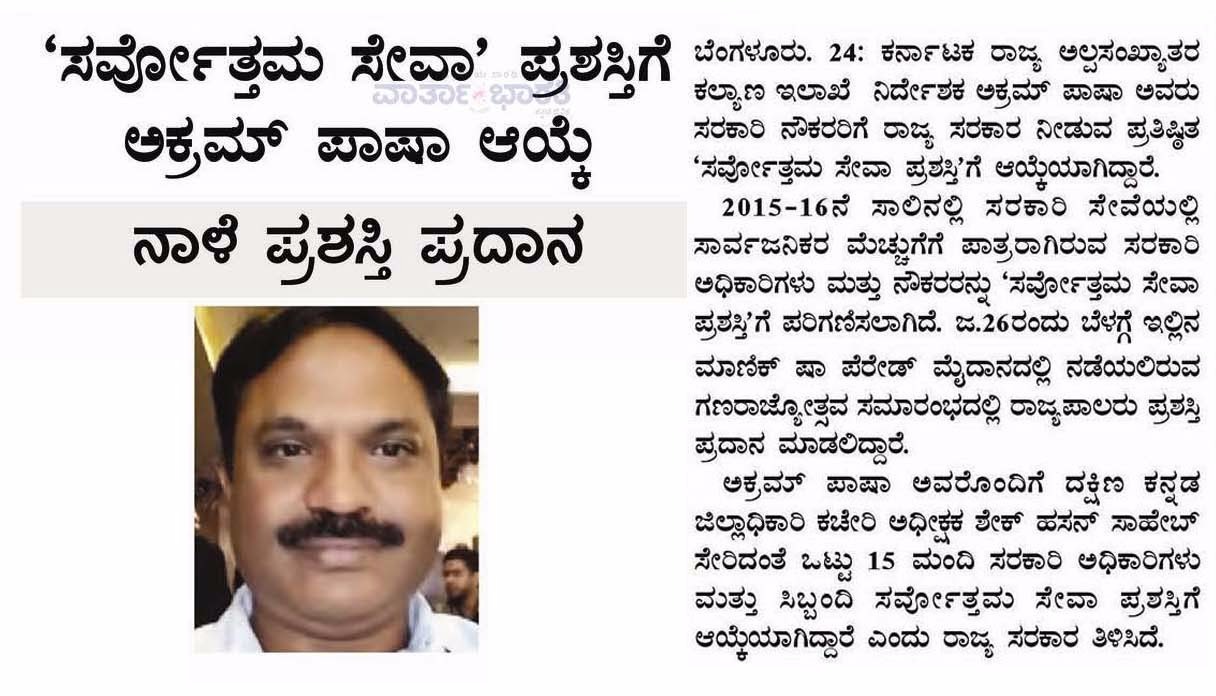 ‘ಸರ್ವೋತ್ತಮ ಸೇವಾ’ ಪ್ರಶಸ್ತಿಗೆ
ಅಕ್ರಮ್ ಪಾಷಾ ಆಯ್ಕೆ
ನಾಳೆ ಪ್ರಶಸ್ತಿ ಪ್ರದಾನ
ವಾರ್ತಾಭಾರತಿ
ಬೆಂಗಳೂರು. 24: ಕರ್ನಾಟಕ ರಾಜ್ಯ ಅಲ್ಪಸಂಖ್ಯಾತರ
ಕಲ್ಯಾಣ ಇಲಾಖೆ ನಿರ್ದೇಶಕ ಅಕ್ರಮ್ ಪಾಷಾ ಅವರು
ಸರಕಾರಿ ನೌಕರರಿಗೆ ರಾಜ್ಯ ಸರಕಾರ ನೀಡುವ ಪ್ರತಿಷ್ಠಿತ
‘ಸರ್ವೋತ್ತಮ ಸೇವಾ ಪ್ರಶಸ್ತಿ’ಗೆ ಆಯ್ಕೆಯಾಗಿದ್ದಾರೆ.
2015-16ನೆ ಸಾಲಿನಲ್ಲಿ ಸರಕಾರಿ ಸೇವೆಯಲ್ಲಿ
ಸಾರ್ವಜನಿಕರ ಮೆಚ್ಚುಗೆಗೆ ಪಾತ್ರರಾಗಿರುವ ಸರಕಾರಿ
ಅಧಿಕಾರಿಗಳು ಮತ್ತು ನೌಕರರನ್ನು ‘ಸರ್ವೋತ್ತಮ ಸೇವಾ
ಪ್ರಶಸ್ತಿ’ಗೆ ಪರಿಗಣಿಸಲಾಗಿದೆ. ಜ.26ರಂದು ಬೆಳಗ್ಗೆ ಇಲ್ಲಿನ
ಮಾಣಿಕ್ ಷಾ ಪೆರೇಡ್ ಮೈದಾನದಲ್ಲಿ ನಡೆಯಲಿರುವ
ಗಣರಾಜ್ಯೋತ್ಸವ ಸಮಾರಂಭದಲ್ಲಿ ರಾಜ್ಯಪಾಲರು ಪ್ರಶಸ್ತಿ
ಪ್ರದಾನ ಮಾಡಲಿದ್ದಾರೆ.
ಅಕ್ರಮ್ ಪಾಷಾ ಅವರೊಂದಿಗೆ ದಕ್ಷಿಣ ಕನ್ನಡ
ಜಿಲ್ಲಾಧಿಕಾರಿ ಕಚೇರಿ ಅಧೀಕ್ಷಕ ಶೇಕ್ ಹಸನ್ ಸಾಹೇಬ್
ಸೇರಿದಂತೆ ಒಟ್ಟು 15 ಮಂದಿ ಸರಕಾರಿ ಅಧಿಕಾರಿಗಳು
ಮತ್ತು ಸಿಬ್ಬಂದಿ ಸರ್ವೋತ್ತಮ ಸೇವಾ ಪ್ರಶಸ್ತಿಗೆ
ಆಯ್ಕೆಯಾಗಿದ್ದಾರೆ ಎಂದು ರಾಜ್ಯ ಸರಕಾರ ತಿಳಿಸಿದೆ.